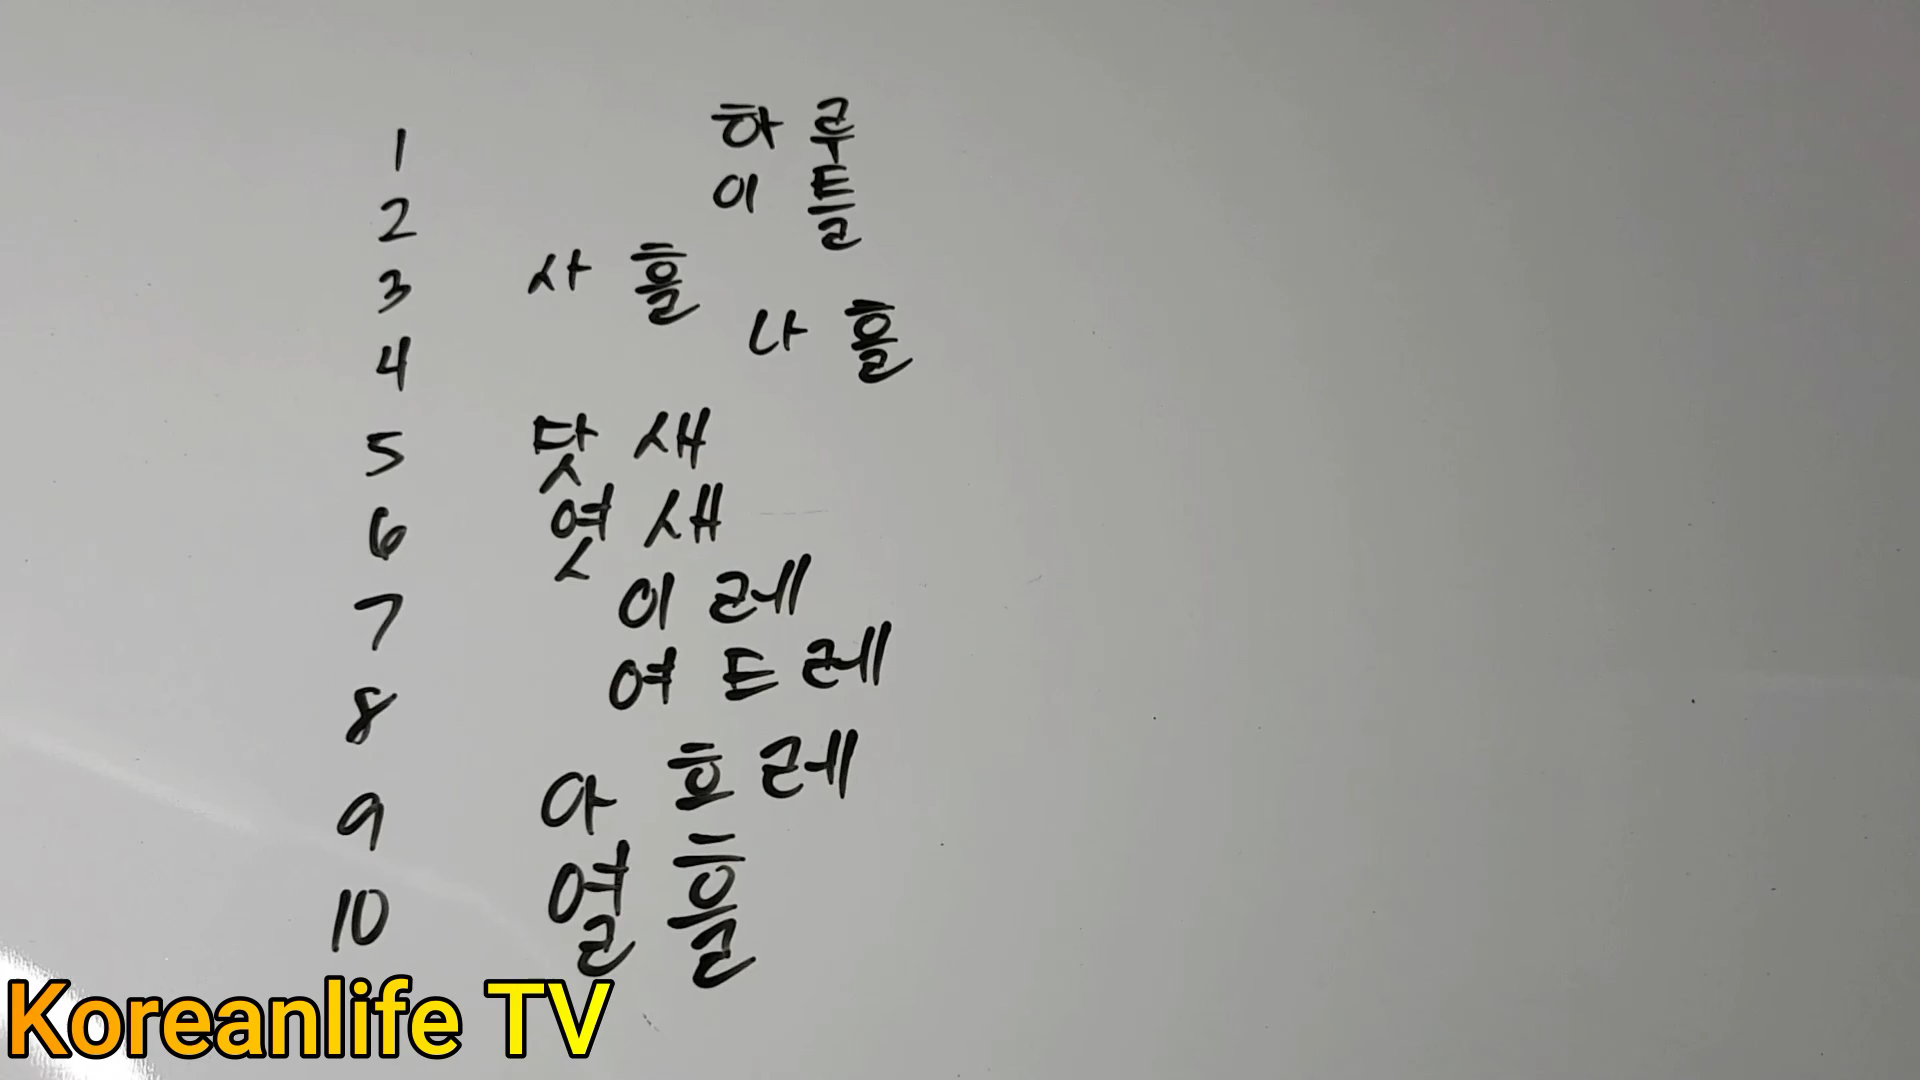 1 하루
2 이틀
3 사흘
4 나흘
5 닷새
6 엿새
7 이레
8 여드레
9 아흐레
10 열흘
Koreanlife TV